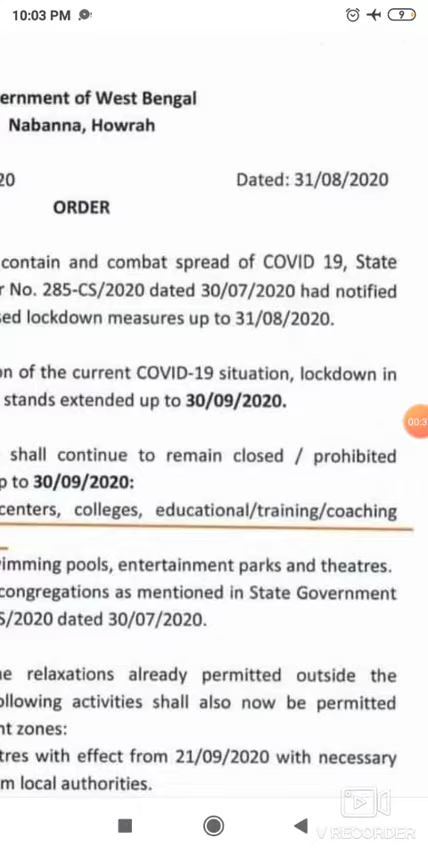 10:03 PM
9
ernment of West Bengal
Nabanna, Howrah
20 Dated: 31/08/2020
ORDER
contain and combat spread of COVID 19, State
r No. 285-CS/2020 dated 30/07/2020 had notified
sed lockdown measures up to 31/08/2020.
on of the current COVID-19 situation, lockdown in
stands extended up to 30/09/2020.
00:3
shall continue to remain closed / prohibited
p to 30/09/2020:
centers, colleges, educational/training/coaching
imming pools, entertainment parks and theatres.
congregations as mentioned in State Government
S/2020 dated 30/07/2020.
ne relaxations already permitted outside the
ollowing activities shall also now be permitted
nt zones:
tres with effect from 21/09/2020 with necessary
m local authorities.
V RECORDER